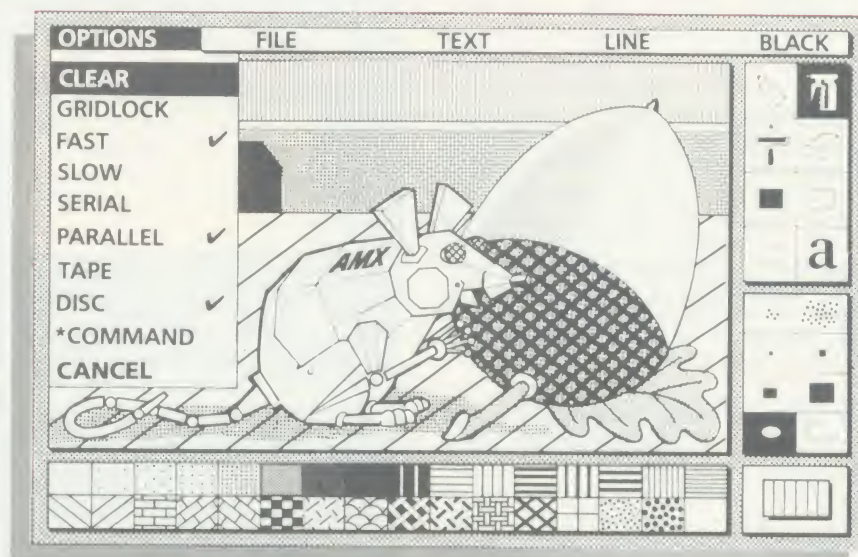 OPTIONS FILE TEXT LINE BLACK
CLEAR
GRIDLOCK
FAST ✓
SLOW
SERIAL
PARALLEL ✓
TAPE
DISC ✓
*COMMAND
CANCEL
AMX
a